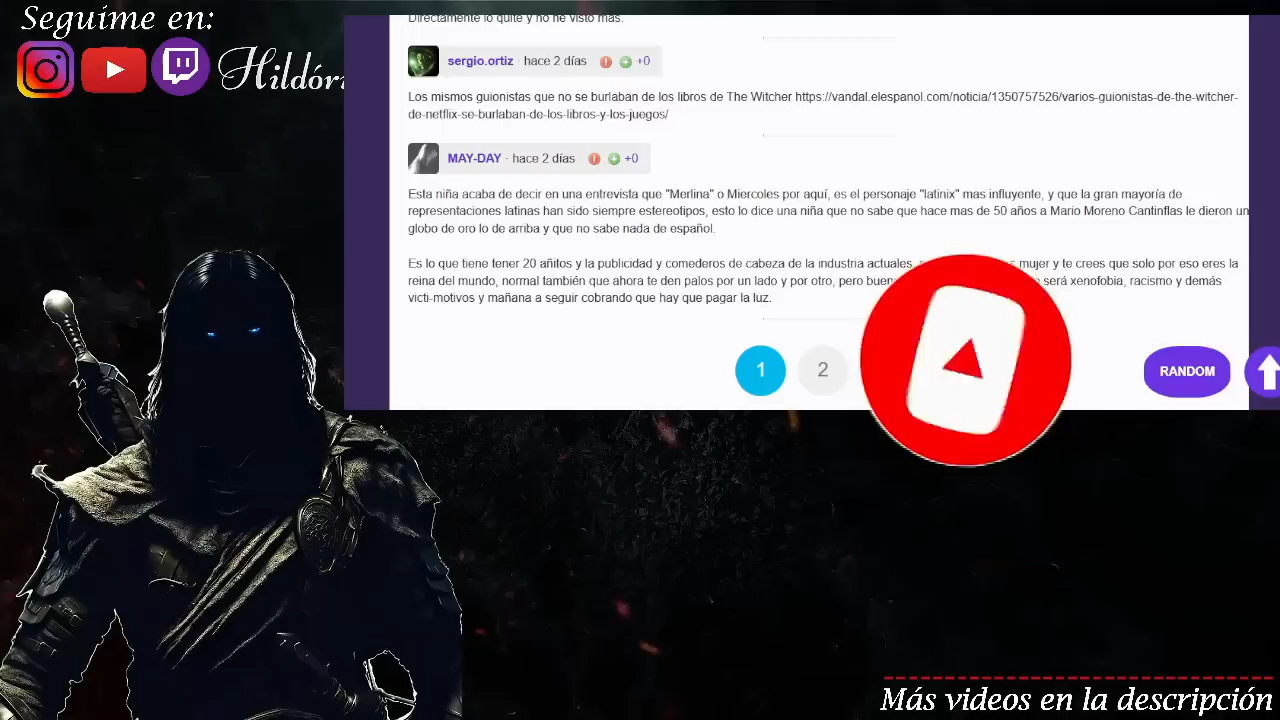 Seguíme en:
Hildór
Directamente lo quite y no he visto mas.
sergio.ortiz · hace 2 días +0
Los mismos guionistas que no se burlaban de los libros de The Witcher https://vandal.elespanol.com/noticia/1350757526/varios-guionistas-de-the-witcher-
de-netflix-se-burlaban-de-los-libros-y-los-juegos/
MAY-DAY · hace 2 días +0
Esta niña acaba de decir en una entrevista que "Merlina" o Miercoles por aquí, es el personaje "latinix" mas influyente, y que la gran mayoría de
representaciones latinas han sido siempre estereotipos, esto lo dice una niña que no sabe que hace mas de 50 años a Mario Moreno Cantinflas le dieron un
globo de oro lo de arriba y que no sabe nada de español.
Es lo que tiene tener 20 añitos y la publicidad y comederos de cabeza de la industria actuales, mujer y te crees que solo por eso eres la
reina del mundo, normal también que ahora te den palos por un lado y por otro, pero será xenofobia, racismo y demás
victi-motivos y mañana a seguir cobrando que hay que pagar la luz.
1 2
RANDOM
Más videos en la descripción